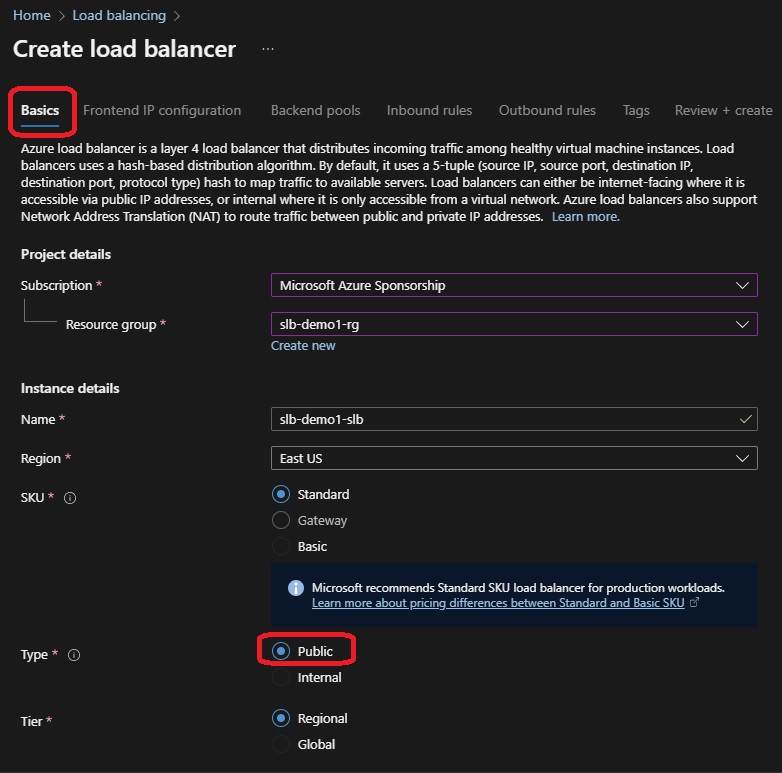 Home > Load balancing >
Create load balancer ...
Basics Frontend IP configuration Backend pools Inbound rules Outbound rules Tags Review + create
Azure load balancer is a layer 4 load balancer that distributes incoming traffic among healthy virtual machine instances. Load
balancers uses a hash-based distribution algorithm. By default, it uses a 5-tuple (source IP, source port, destination IP,
destination port, protocol type) hash to map traffic to available servers. Load balancers can either be internet-facing where it is
accessible via public IP addresses, or internal where it is only accessible from a virtual network. Azure load balancers also support
Network Address Translation (NAT) to route traffic between public and private IP addresses. Learn more.
Project details
Subscription * Microsoft Azure Sponsorship
Resource group * slb-demo1-rg
Create new
Instance details
Name * slb-demo1-slb
Region * East US
SKU * Standard
Gateway
Basic
Microsoft recommends Standard SKU load balancer for production workloads.
Learn more about pricing differences between Standard and Basic SKU
Type * Public
Internal
Tier * Regional
Global